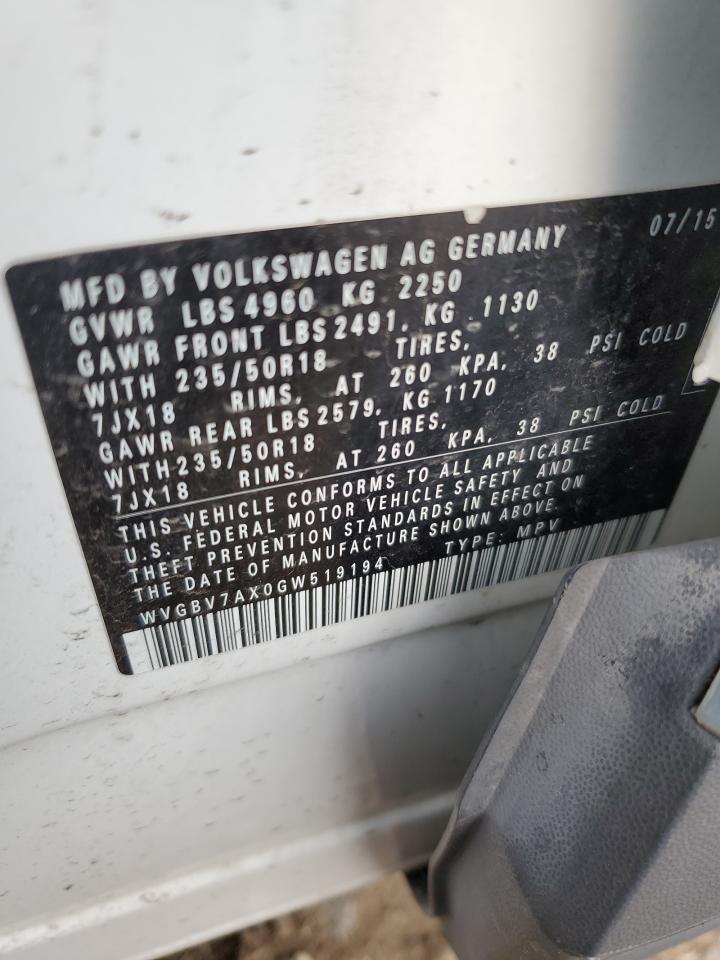 MFD BY VOLKSWAGEN AG GERMANY 07/15
GVWR LBS 4960 KG 2250
GAWR FRONT LBS 2491, KG 1130
WITH 235/50R18 TIRES,
7JX18 RIMS, AT 260 KPA, 38 PSI COLD
GAWR REAR LBS 2579, KG 1170
WITH 235/50R18 TIRES,
7JX18 RIMS, AT 260 KPA, 38 PSI COLD
THIS VEHICLE CONFORMS TO ALL APPLICABLE
U.S. FEDERAL MOTOR VEHICLE SAFETY AND
THEFT PREVENTION STANDARDS IN EFFECT ON
THE DATE OF MANUFACTURE SHOWN ABOVE.
WVGBV7AX0GW519194 TYPE: MPV